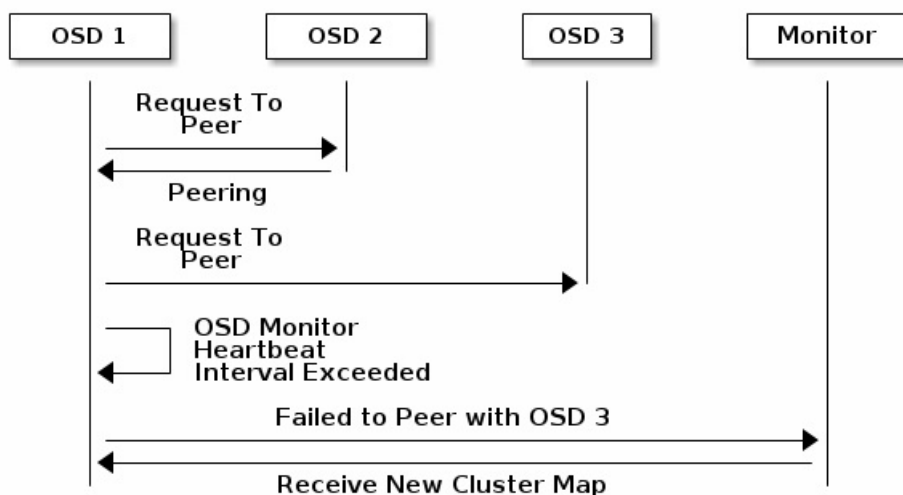 OSD 1
OSD 2
OSD 3
Monitor
Request To
Peer
Peering
Request To
Peer
OSD Monitor
Heartbeat
Interval Exceeded
Failed to Peer with OSD 3
Receive New Cluster Map